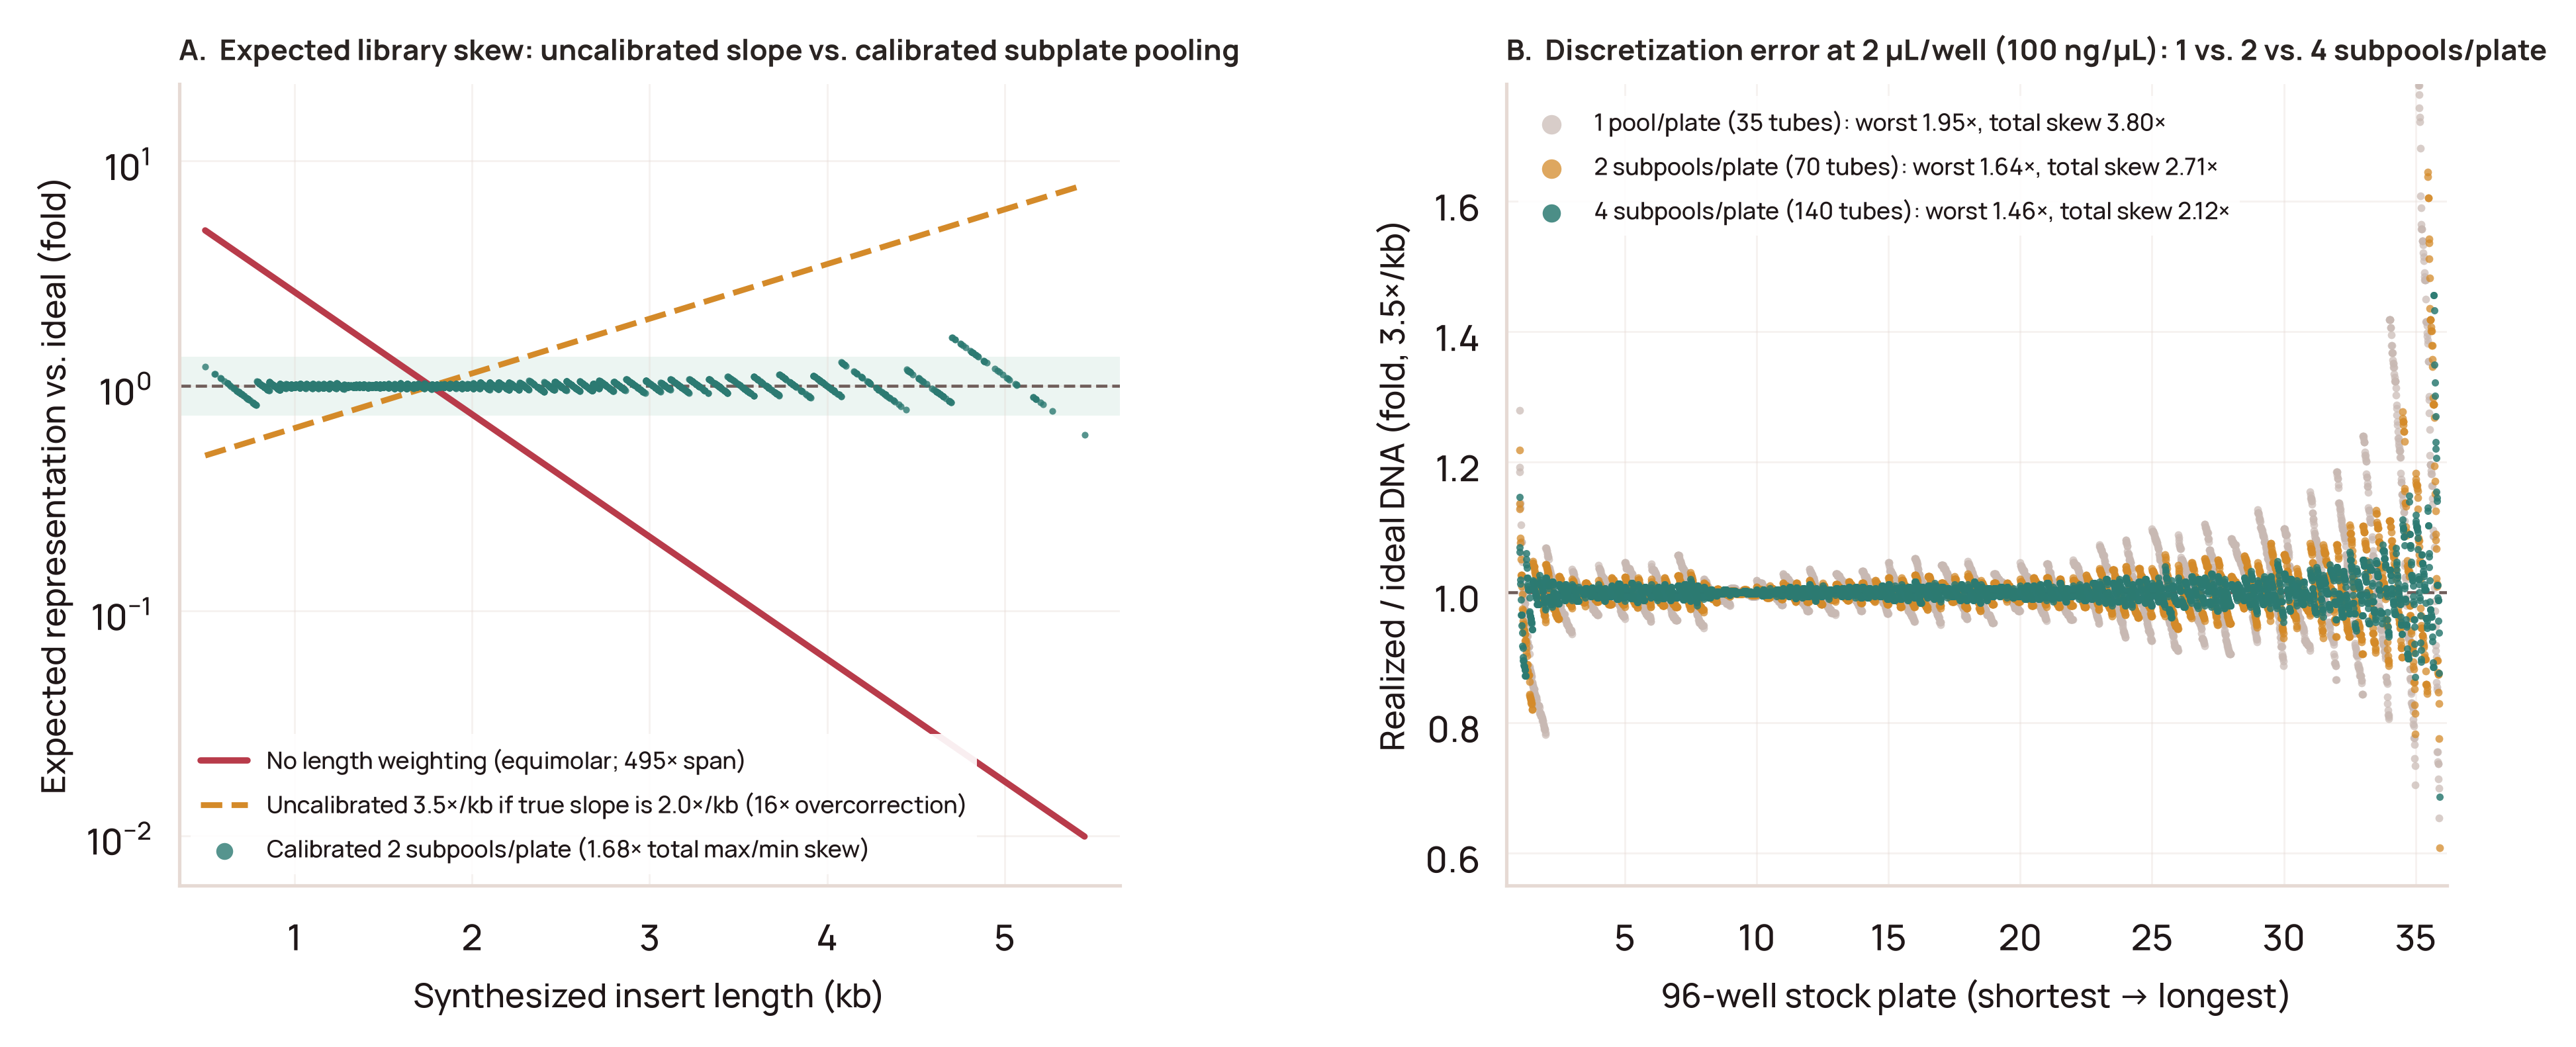 A. Expected library skew: uncalibrated slope vs. calibrated subplate pooling
Expected representation vs. ideal (fold)
10¹
10⁰
10⁻¹
10⁻²
No length weighting (equimolar; 495× span)
Uncalibrated 3.5×/kb if true slope is 2.0×/kb (16× overcorrection)
Calibrated 2 subpools/plate (1.68× total max/min skew)
1 2 3 4 5
Synthesized insert length (kb)
B. Discretization error at 2 µL/well (100 ng/µL): 1 vs. 2 vs. 4 subpools/plate
1 pool/plate (35 tubes): worst 1.95×, total skew 3.80×
2 subpools/plate (70 tubes): worst 1.64×, total skew 2.71×
4 subpools/plate (140 tubes): worst 1.46×, total skew 2.12×
Realized / ideal DNA (fold, 3.5×/kb)
1.6
1.4
1.2
1.0
0.8
0.6
5 10 15 20 25 30 35
96-well stock plate (shortest → longest)